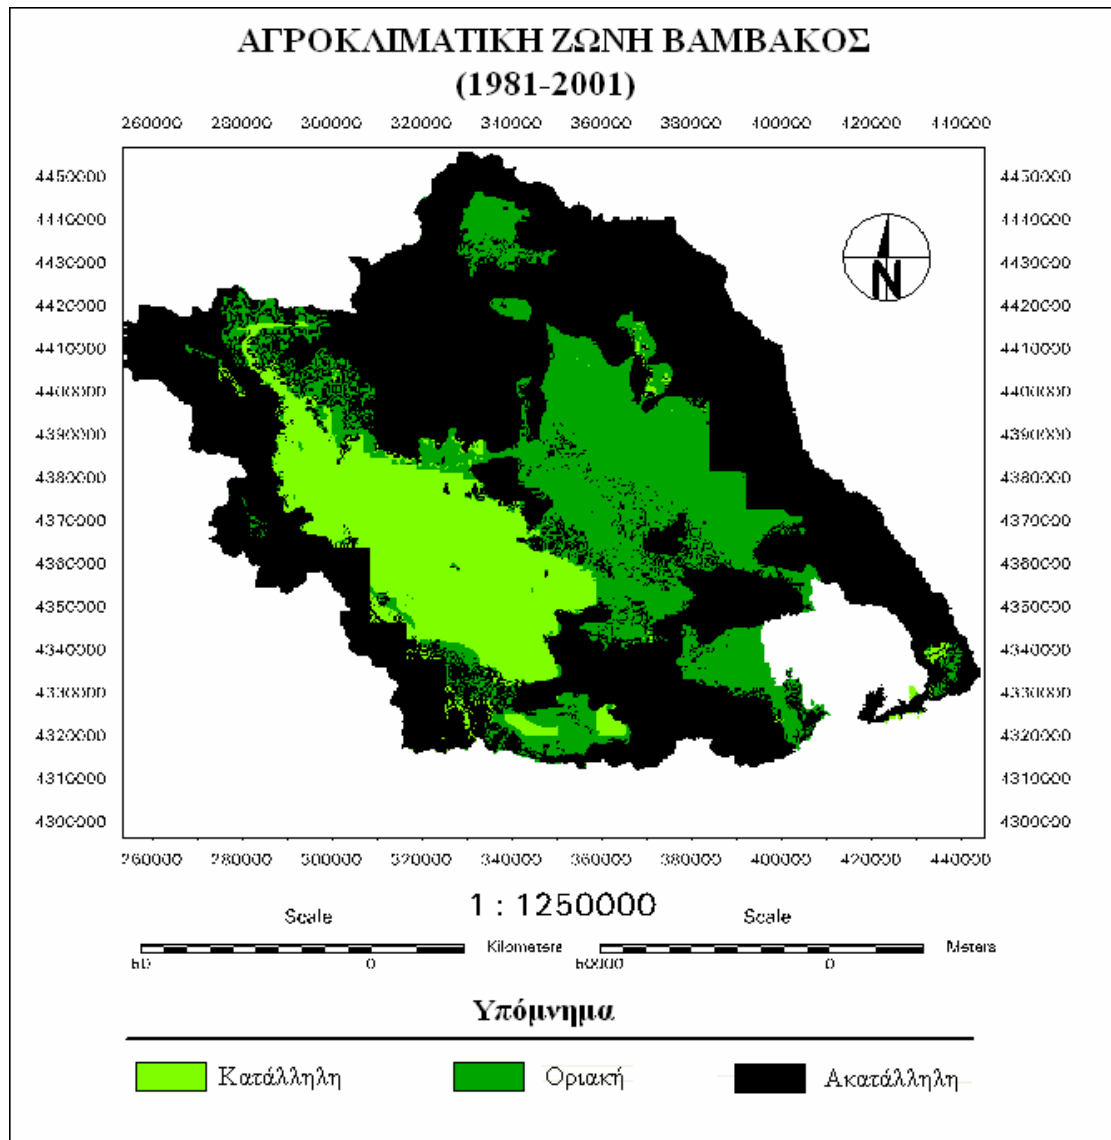 ΑΓΡΟΚΛΙΜΑΤΙΚΗ ΖΩΝΗ ΒΑΜΒΑΚΟΣ
(1981-2001)
260000 280000 300000 320000 340000 360000 380000 400000 420000 440000
4450000 4450000
4440000 4440000
4430000 4430000
N
4420000 4420000
4410000 4410000
4400000 4400000
4390000 4390000
4380000 4380000
4370000 4370000
4360000 4360000
4350000 4350000
4340000 4340000
4330000 4330000
4320000 4320000
4310000 4310000
4300000 4300000
260000 280000 300000 320000 340000 360000 380000 400000 420000 440000
1 : 1250000
Scale Scale
Kilometers Meters
50 0 50000 0
Υπόμνημα
Κατάλληλη Οριακή Ακατάλληλη